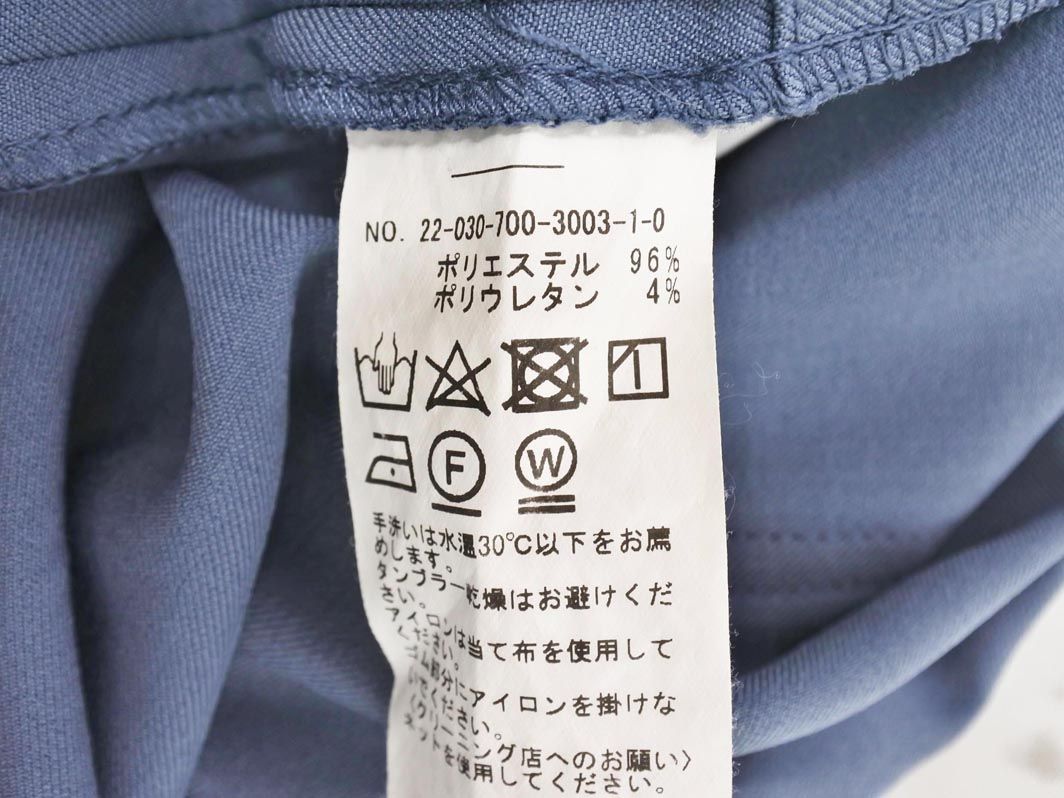 NO. 22-030-700-3003-1-0
ポリエステル 96%
ポリウレタン 4%
F W
手洗いは水温30℃以下をお薦
めします。
タンブラー乾燥はお避けくだ
さい。
アイロンは当て布を使用して
ください。
ゴム部分にアイロンを掛けな
いでください。
〈クリーニング店へのお願い〉
ネットを使用してください。